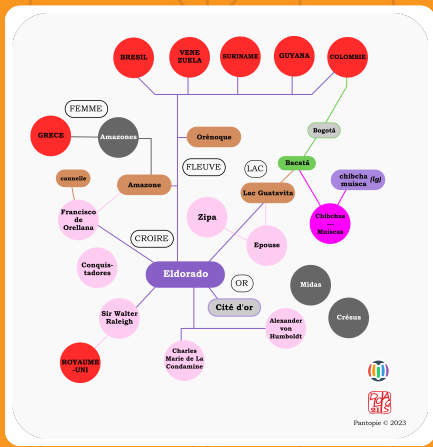 BRESIL
VENE
ZUELA
SURINAME
GUYANA
COLOMBIE
FEMME
GRECE
Amazones
Orénoque
Bogotá
FLEUVE
LAC
Bacatá
cannelle
Amazone
Lac Guatavita
chibcha
muisca (lg)
Francisco
de
Orellana
Zipa
Chibchas
...
Muiscas
CROIRE
Epouse
Conquis-
tadores
Eldorado
OR
Midas
Cité d'or
Sir Walter
Raleigh
Crésus
Alexander
von
Humboldt
Charles
Marie de La
Condamine
ROYAUME
-UNI
Pantopie © 2023